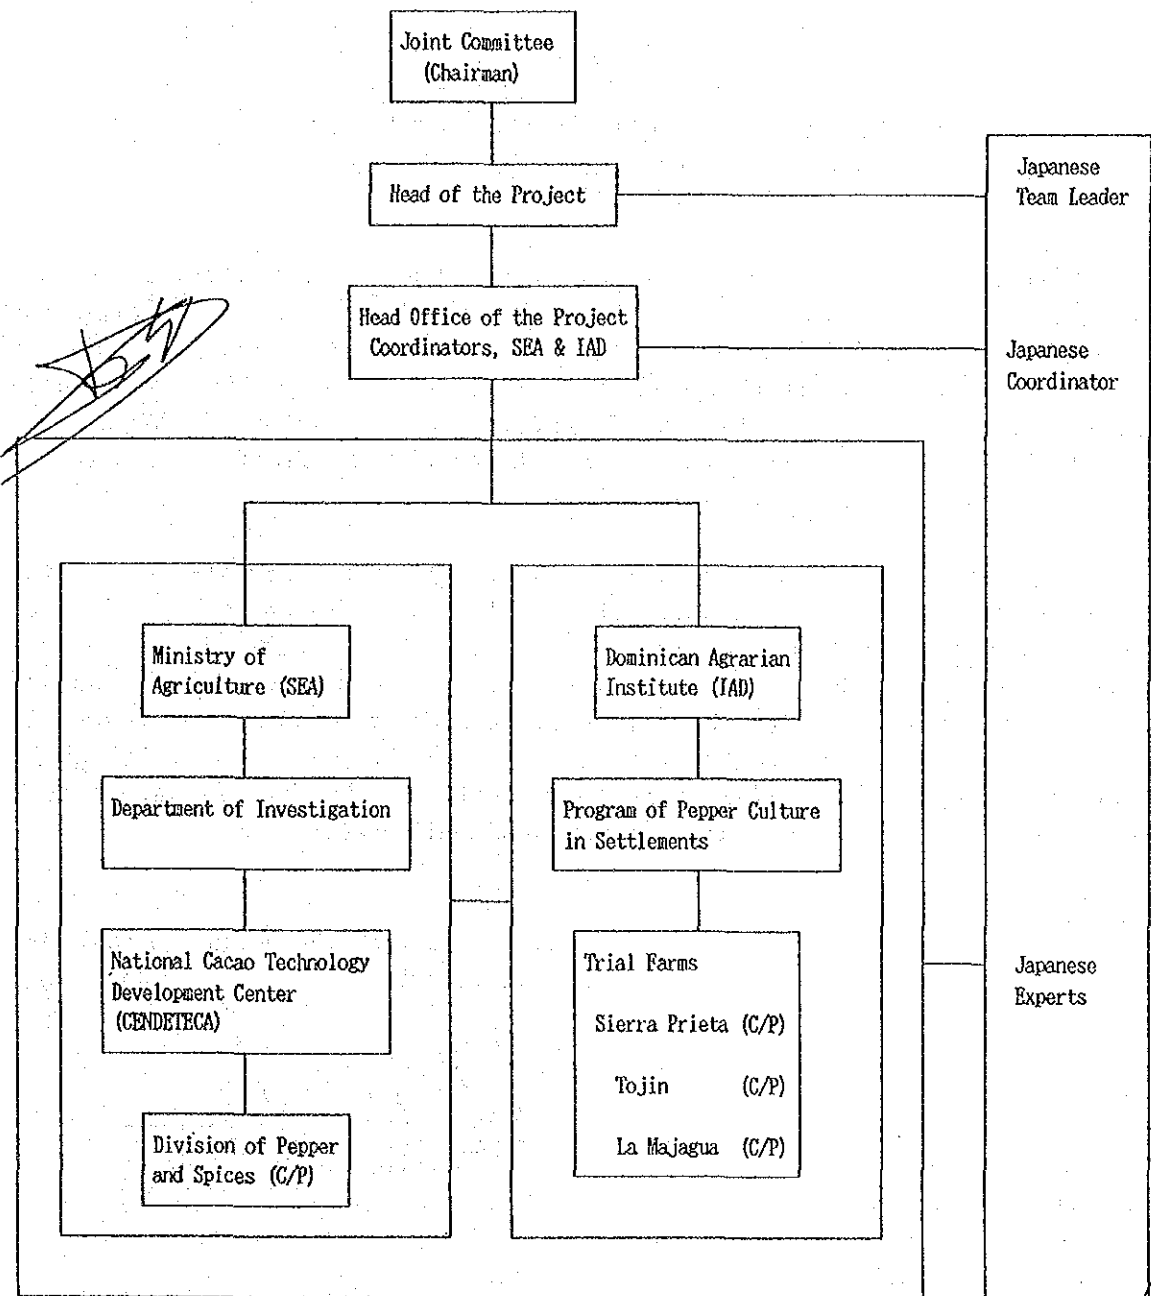 Joint Committee
(Chairman)
Head of the Project
Japanese
Team Leader
Head Office of the Project
Coordinators, SEA & IAD
Japanese
Coordinator
Ministry of
Agriculture (SEA)
Department of Investigation
National Cacao Technology
Development Center
(CENDETECA)
Division of Pepper
and Spices (C/P)
Dominican Agrarian
Institute (IAD)
Program of Pepper Culture
in Settlements
Trial Farms
Sierra Prieta (C/P)
Tojin (C/P)
La Majagua (C/P)
Japanese
Experts